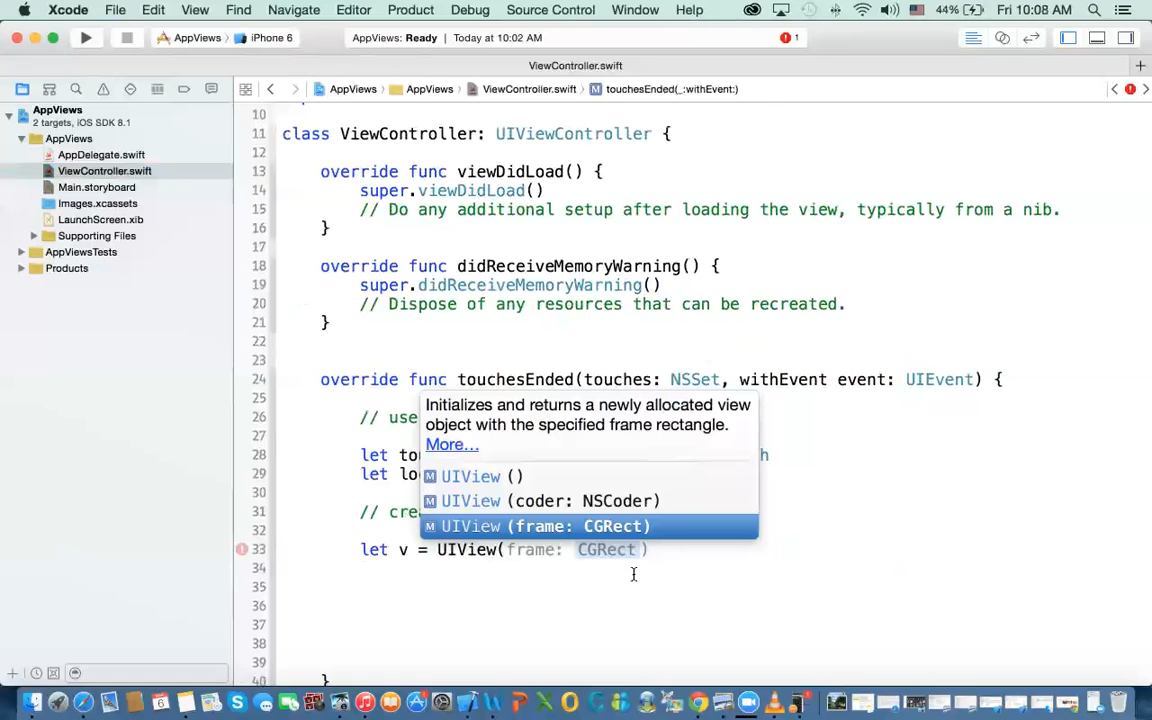 Xcode File Edit View Find Navigate Editor Product Debug Source Control Window Help 44% Fri 10:08 AM
AppViews iPhone 6 AppViews: Ready Today at 10:02 AM 1
ViewController.swift
AppViews AppViews ViewController.swift M touchesEnded(_:withEvent:)
AppViews
2 targets, iOS SDK 8.1
AppViews
AppDelegate.swift
ViewController.swift
Main.storyboard
Images.xcassets
LaunchScreen.xib
Supporting Files
AppViewsTests
Products
10
11 class ViewController: UIViewController {
12
13 override func viewDidLoad() {
14 super.viewDidLoad()
15 // Do any additional setup after loading the view, typically from a nib.
16 }
17
18 override func didReceiveMemoryWarning() {
19 super.didReceiveMemoryWarning()
20 // Dispose of any resources that can be recreated.
21 }
22
23
24 override func touchesEnded(touches: NSSet, withEvent event: UIEvent) {
25
26 // use
27
28 let to h
29 let lo
30
31 // cre
32
33 let v = UIView(frame: CGRect)
34
35
36
37
38
39
40 }
Initializes and returns a newly allocated view
object with the specified frame rectangle.
More...
M UIView ()
M UIView (coder: NSCoder)
M UIView (frame: CGRect)